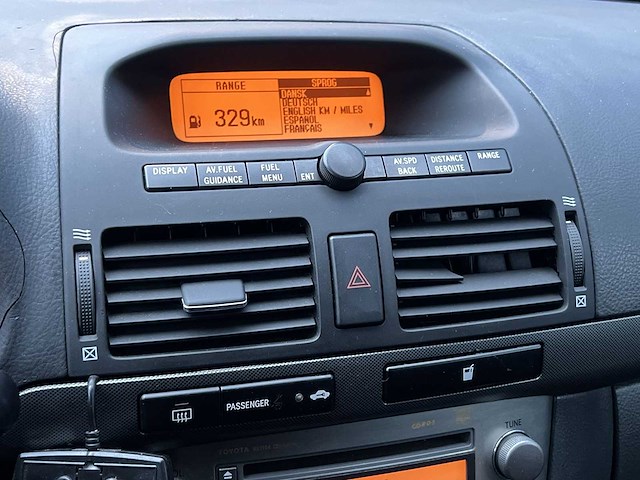 RANGE
329km
SPROG
DANSK
DEUTSCH
ENGLISH KM / MILES
ESPAÑOL
FRANÇAIS
DISPLAY
AV.FUEL
GUIDANCE
FUEL
MENU
ENT
AV.SPD
BACK
DISTANCE
REROUTE
RANGE
PASSENGER
TOYOTA
TUNE